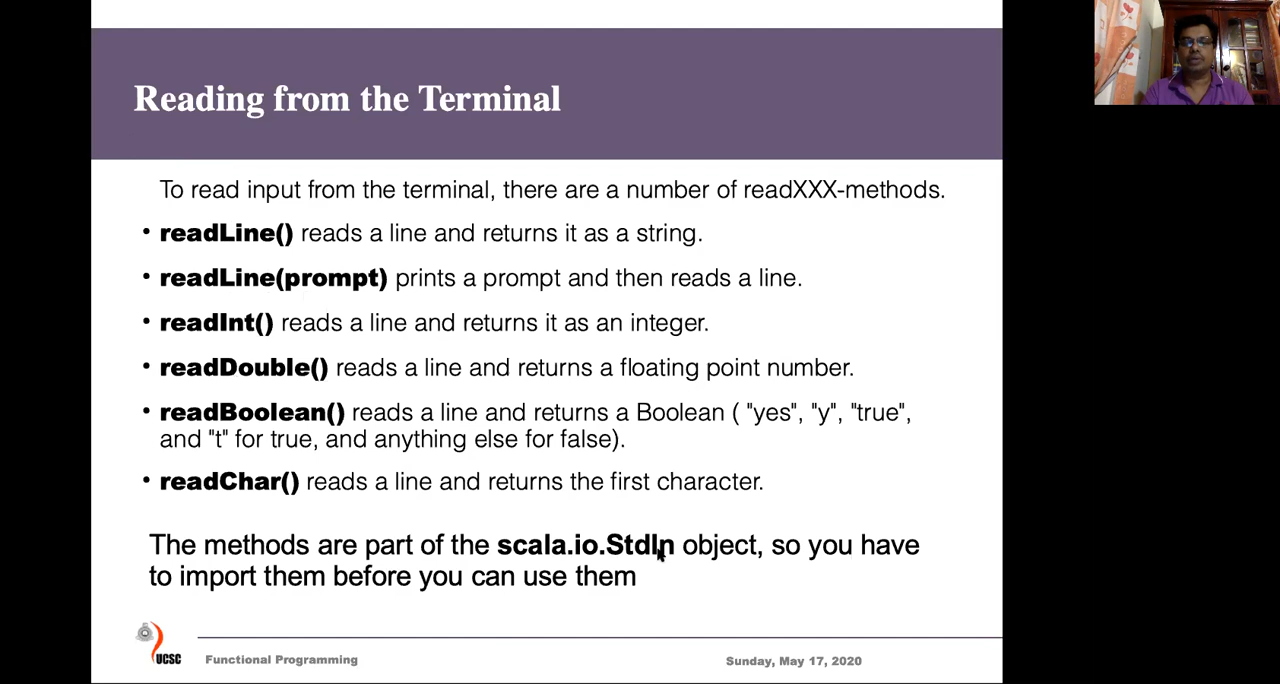 Reading from the Terminal
To read input from the terminal, there are a number of readXXX-methods.
• readLine() reads a line and returns it as a string.
• readLine(prompt) prints a prompt and then reads a line.
• readInt() reads a line and returns it as an integer.
• readDouble() reads a line and returns a floating point number.
• readBoolean() reads a line and returns a Boolean ( "yes", "y", "true",
and "t" for true, and anything else for false).
• readChar() reads a line and returns the first character.
The methods are part of the scala.io.StdIn object, so you have
to import them before you can use them
UCSC
Functional Programming
Sunday, May 17, 2020